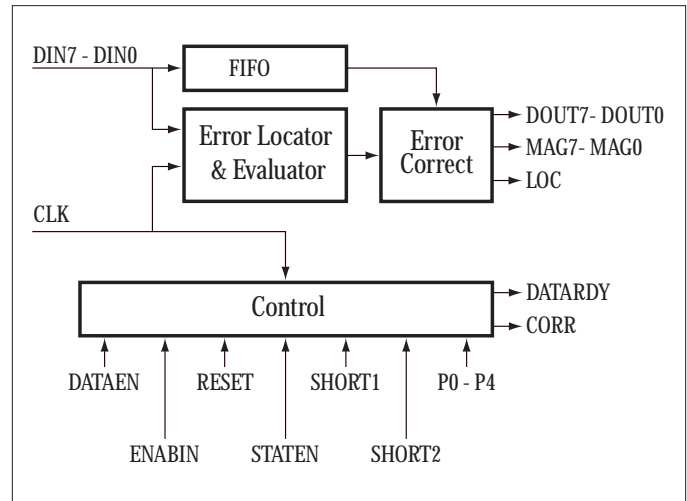 DIN7 - DIN0
FIFO
Error Locator
& Evaluator
Error
Correct
DOUT7- DOUT0
MAG7- MAG0
LOC
CLK
Control
DATARDY
CORR
DATAEN
RESET
SHORT1
P0 - P4
ENABIN
STATEN
SHORT2